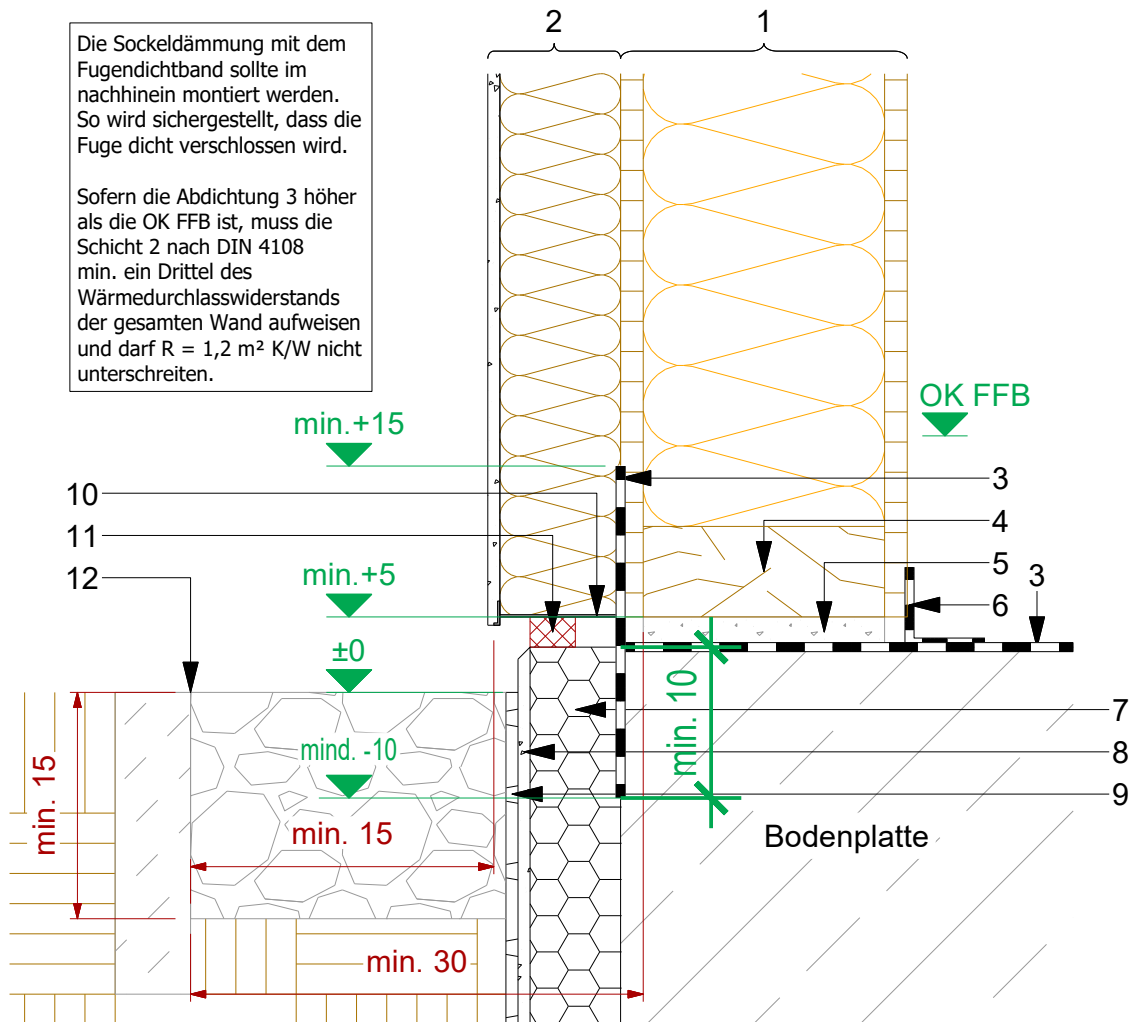 Die Sockeldämmung mit dem
Fugendichtband sollte im
nachhinein montiert werden.
So wird sichergestellt, dass die
Fuge dicht verschlossen wird.
Sofern die Abdichtung 3 höher
als die OK FFB ist, muss die
Schicht 2 nach DIN 4108
min. ein Drittel des
Wärmedurchlasswiderstands
der gesamten Wand aufweisen
und darf R = 1,2 m² K/W nicht
unterschreiten.
2
1
OK FFB
min.+15
3
10
4
11
5
3
12
min.+5
6
±0
min. 10
7
mind. -10
8
9
min. 15
min. 15
Bodenplatte
min. 30